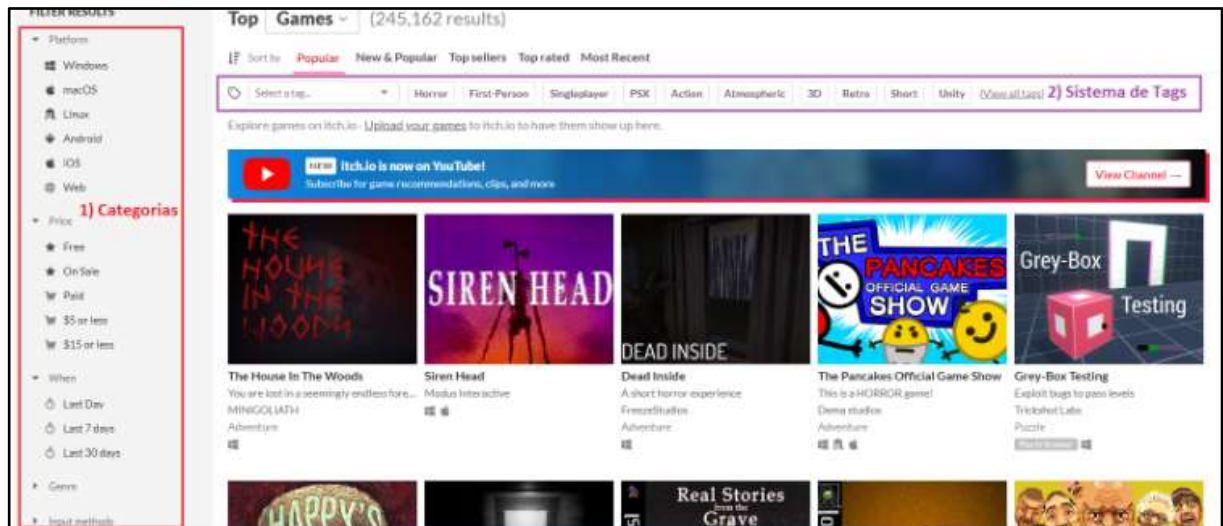 FILTER RESULTS
Platform
Windows
macOS
Linux
Android
iOS
Web
1) Categorias
Price
Free
On Sale
Paid
$5 or less
$15 or less
When
Last Day
Last 7 days
Last 30 days
Genre
Input methods
Top Games (245,162 results)
Sort by Popular New & Popular Top sellers Top rated Most Recent
Select a tag... Horror First-Person Singleplayer PSX Action Atmospheric 3D Retro Short Unity (View all tags) 2) Sistema de Tags
Explore games on itch.io · Upload your games to itch.io to have them show up here.
NEW itch.io is now on YouTube!
Subscribe for game recommendations, clips, and more
View Channel →
THE HOUSE IN THE WOODS
SIREN HEAD
DEAD INSIDE
THE PANCAKES OFFICIAL GAME SHOW
Grey-Box Testing
The House In The Woods
You are lost in a seemingly endless fore...
MINIGOLIATH
Adventure
Siren Head
Modus Interactive
Dead Inside
A short horror experience
FreezeStudios
Adventure
The Pancakes Official Game Show
This is a HORROR game!
Dema studios
Adventure
Grey-Box Testing
Exploit bugs to pass levels
Trickshot Labs
Puzzle
Play in browser
HAPPY'S
Real Stories
from the
Grave